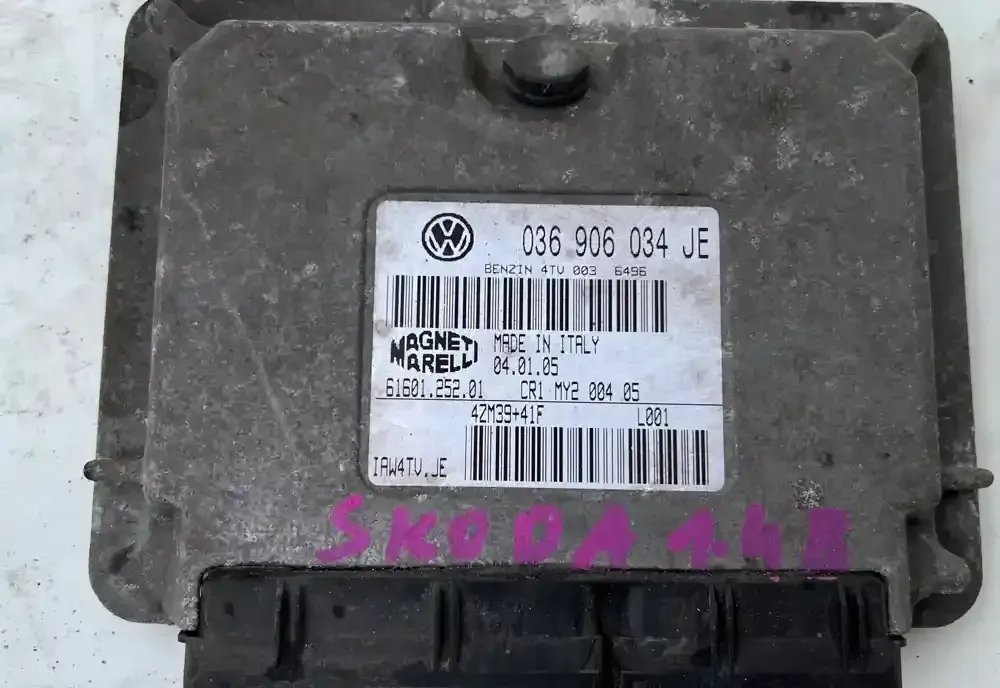 VW 036 906 034 JE
BENZIN 4TV 003 6496
MAGNETI MARELLI
MADE IN ITALY
04.01.05
61601.252.01 CR1 MY2 004 05
4ZM39+41F L001
IAW4TV.JE
SKODA 1.4